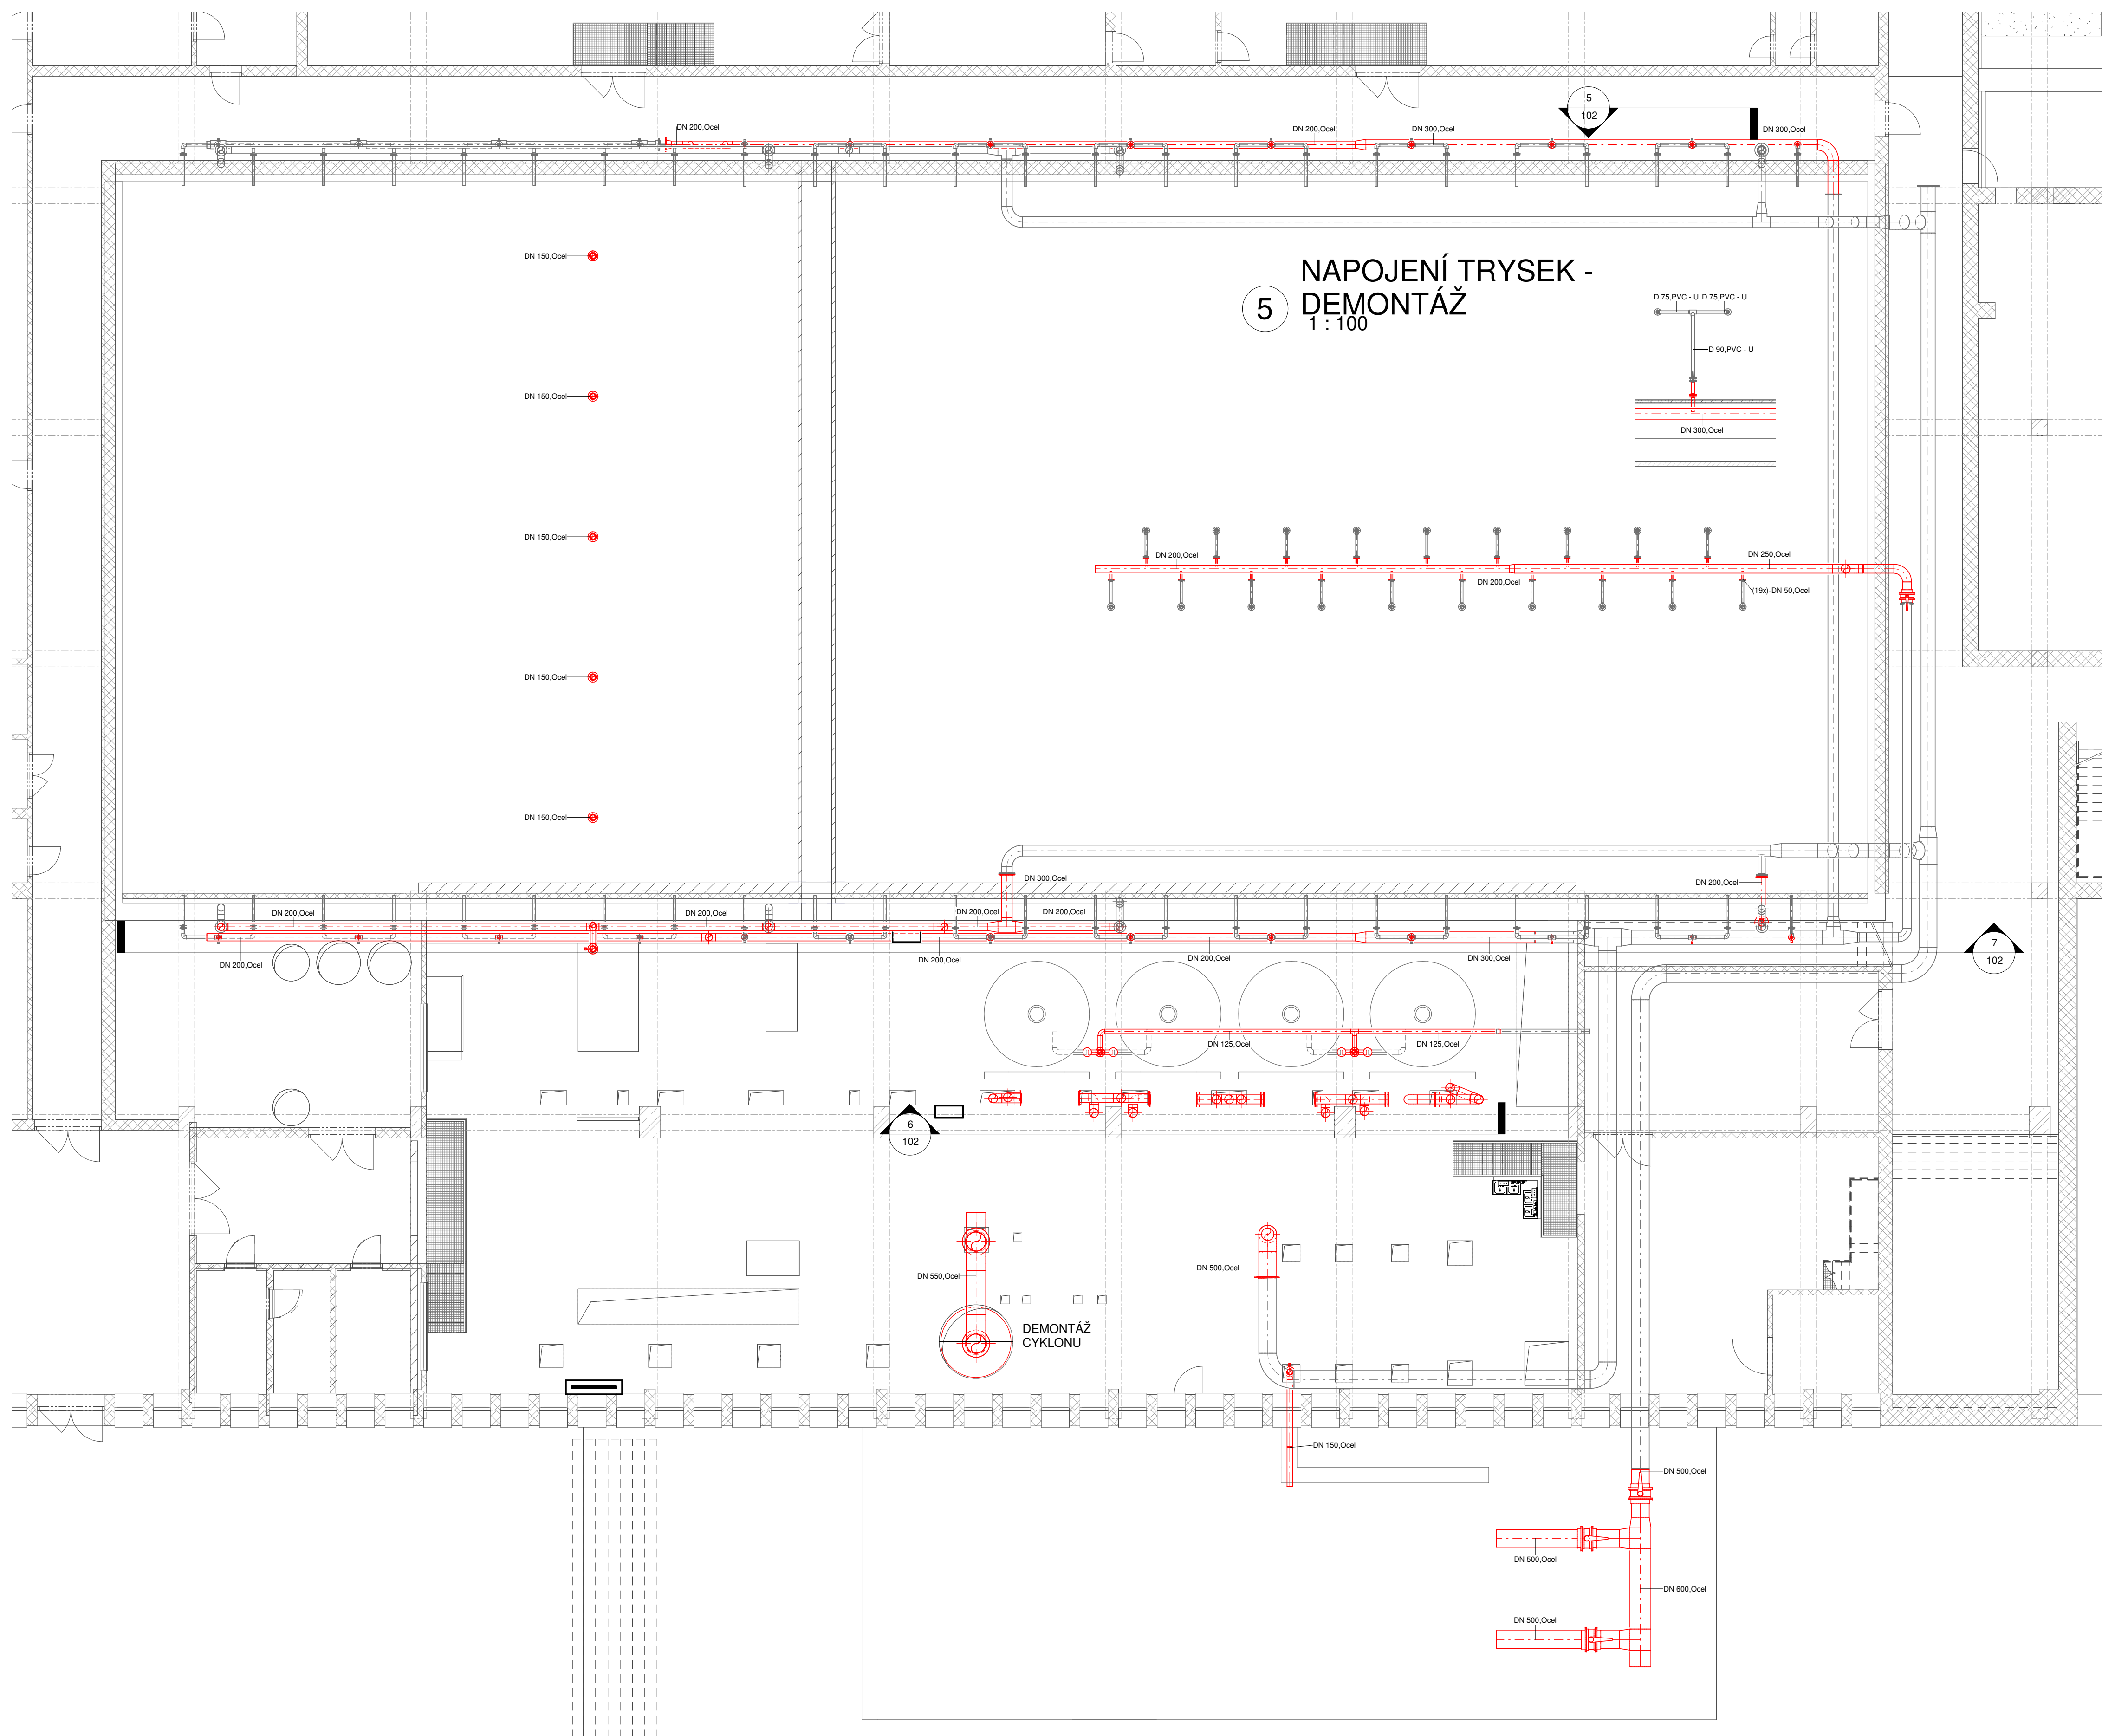 5
102
DN 200,Ocel
DN 200,Ocel
DN 300,Ocel
DN 300,Ocel
DN 150,Ocel
NAPOJENÍ TRYSEK -
5
DEMONTÁŽ
1 : 100
D 75,PVC - U
D 75,PVC - U
D 90,PVC - U
DN 150,Ocel
DN 300,Ocel
DN 150,Ocel
DN 200,Ocel
DN 250,Ocel
DN 200,Ocel
(19x)-DN 50,Ocel
DN 150,Ocel
DN 150,Ocel
DN 300,Ocel
DN 200,Ocel
DN 200,Ocel
DN 200,Ocel
DN 200,Ocel
DN 200,Ocel
7
102
DN 200,Ocel
DN 200,Ocel
DN 200,Ocel
DN 300,Ocel
DN 125,Ocel
DN 125,Ocel
6
102
DN 550,Ocel
DN 500,Ocel
DEMONTÁŽ
CYKLONU
DN 150,Ocel
DN 500,Ocel
DN 500,Ocel
DN 600,Ocel
DN 500,Ocel